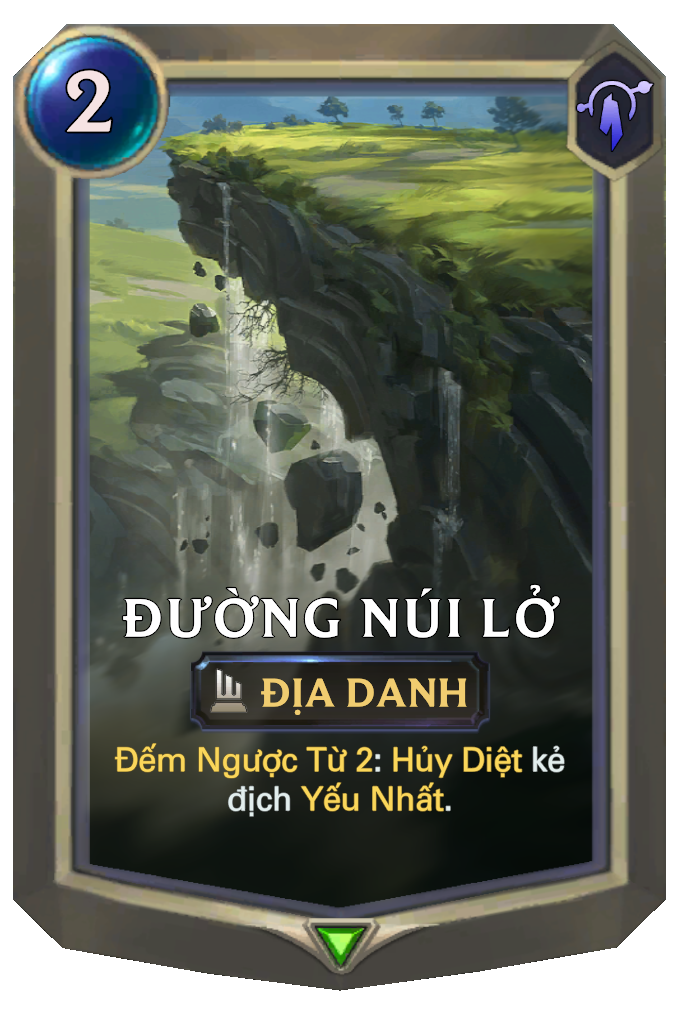 2
ĐƯỜNG NÚI LỞ
ĐỊA DANH
Đếm Ngược Từ 2: Hủy Diệt kẻ
địch Yếu Nhất.